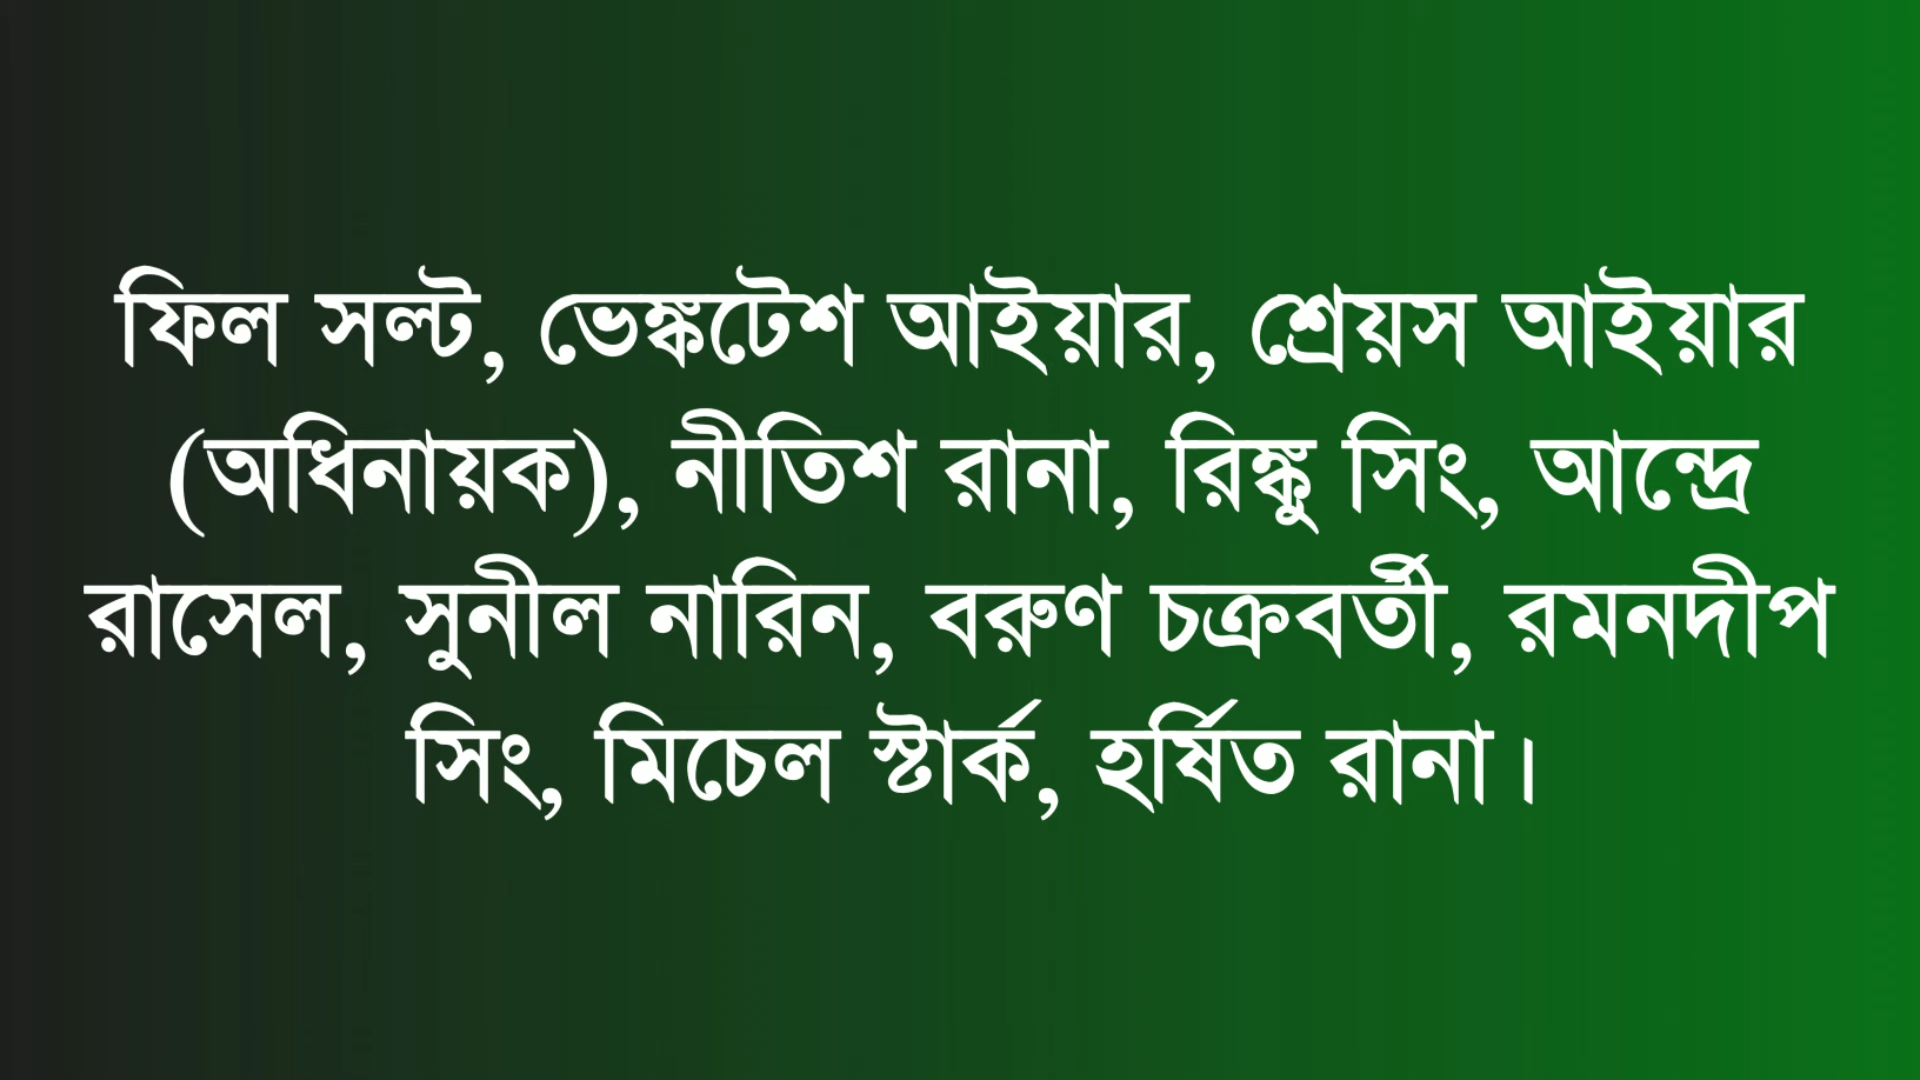 ফিল সল্ট, ভেঙ্কটেশ আইয়ার, শ্রেয়স আইয়ার
(অধিনায়ক), নীতিশ রানা, রিঙ্কু সিং, আন্দ্রে
রাসেল, সুনীল নারিন, বরুণ চক্রবর্তী, রমনদীপ
সিং, মিচেল স্টার্ক, হর্ষিত রানা।